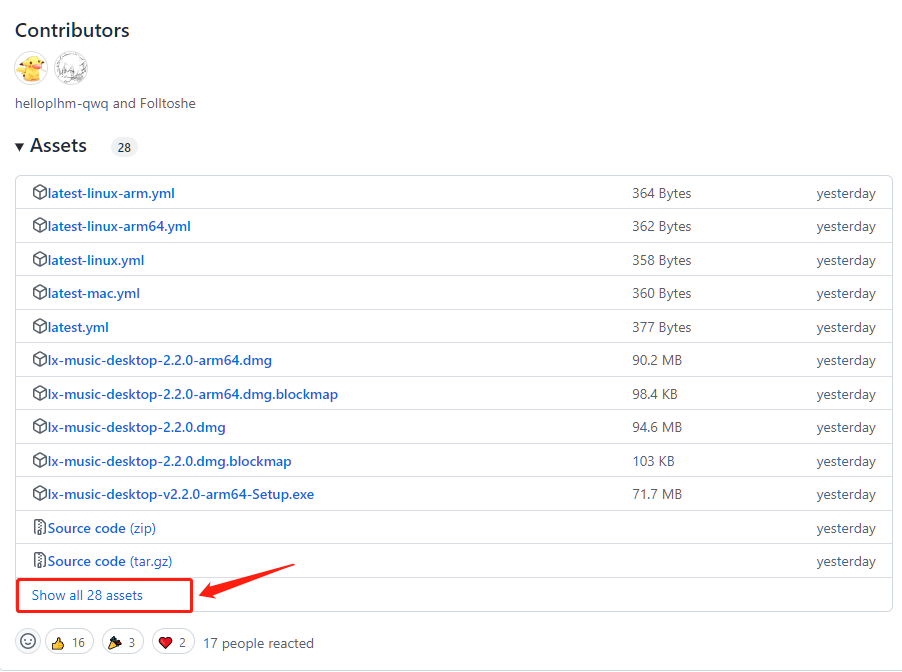 Contributors
helloplhm-qwq and Folltoshe
Assets 28
latest-linux-arm.yml 364 Bytes yesterday
latest-linux-arm64.yml 362 Bytes yesterday
latest-linux.yml 358 Bytes yesterday
latest-mac.yml 360 Bytes yesterday
latest.yml 377 Bytes yesterday
lx-music-desktop-2.2.0-arm64.dmg 90.2 MB yesterday
lx-music-desktop-2.2.0-arm64.dmg.blockmap 98.4 KB yesterday
lx-music-desktop-2.2.0.dmg 94.6 MB yesterday
lx-music-desktop-2.2.0.dmg.blockmap 103 KB yesterday
lx-music-desktop-v2.2.0-arm64-Setup.exe 71.7 MB yesterday
Source code (zip) yesterday
Source code (tar.gz) yesterday
Show all 28 assets
16 3 2 17 people reacted